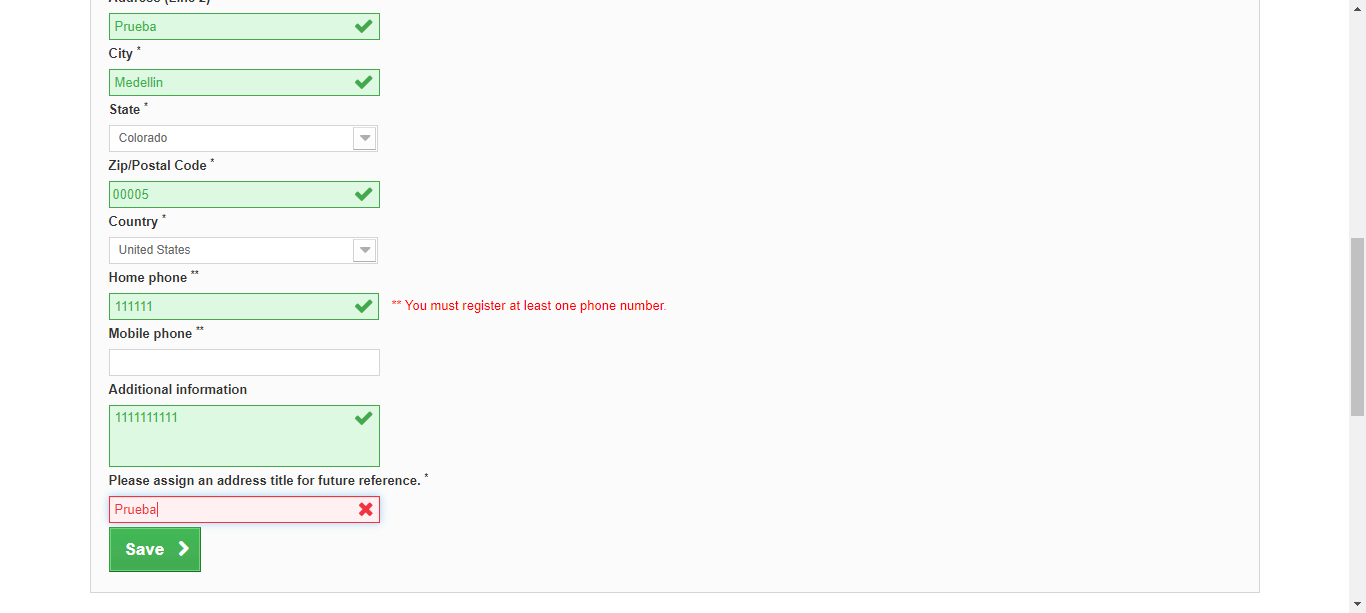 Address (Line 2)
Prueba
City *
Medellin
State *
Colorado
Zip/Postal Code *
00005
Country *
United States
Home phone **
111111
** You must register at least one phone number.
Mobile phone **
Additional information
1111111111
Please assign an address title for future reference. *
Prueba
Save